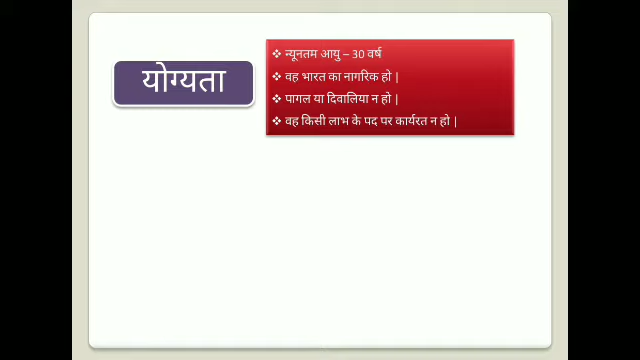 योग्यता
❖ न्यूनतम आयु – 30 वर्ष
❖ वह भारत का नागरिक हो |
❖ पागल या दिवालिया न हो |
❖ वह किसी लाभ के पद पर कार्यरत न हो |